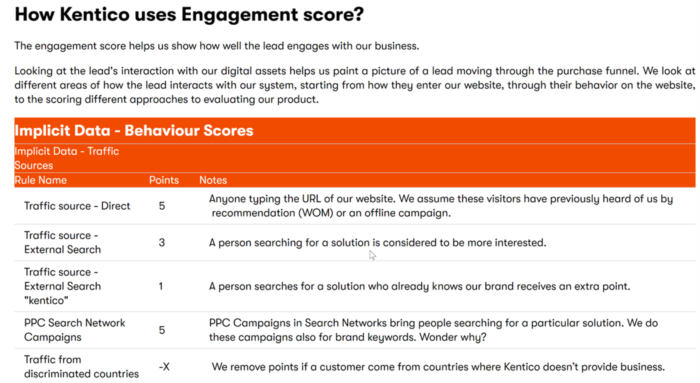 How Kentico uses Engagement score?
The engagement score helps us show how well the lead engages with our business.
Looking at the lead's interaction with our digital assets helps us paint a picture of a lead moving through the purchase funnel. We look at
different areas of how the lead interacts with our system, starting from how they enter our website, through their behavior on the website,
to the scoring different approaches to evaluating our product.
Implicit Data - Behaviour Scores
Implicit Data - Traffic
Sources
Rule Name Points Notes
Traffic source - Direct 5 Anyone typing the URL of our website. We assume these visitors have previously heard of us by
recommendation (WOM) or an offline campaign.
Traffic source -
External Search 3 A person searching for a solution is considered to be more interested.
Traffic source -
External Search 1 A person searches for a solution who already knows our brand receives an extra point.
"kentico"
PPC Search Network 5 PPC Campaigns in Search Networks bring people searching for a particular solution. We do
Campaigns these campaigns also for brand keywords. Wonder why?
Traffic from
discriminated countries -X We remove points if a customer come from countries where Kentico doesn't provide business.